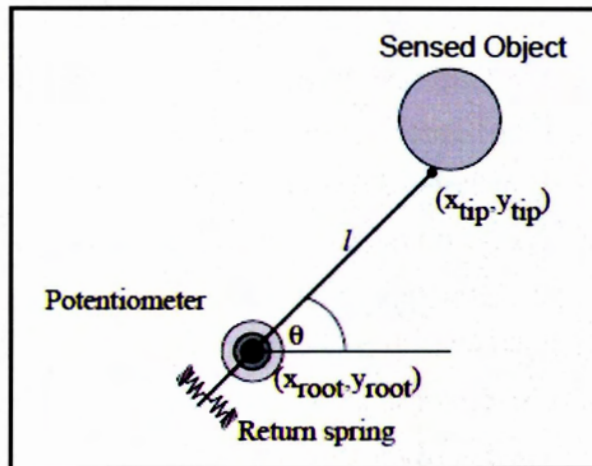 Sensed Object
(xtip,ytip)
l
Potentiometer
θ
(xroot,yroot)
Return spring